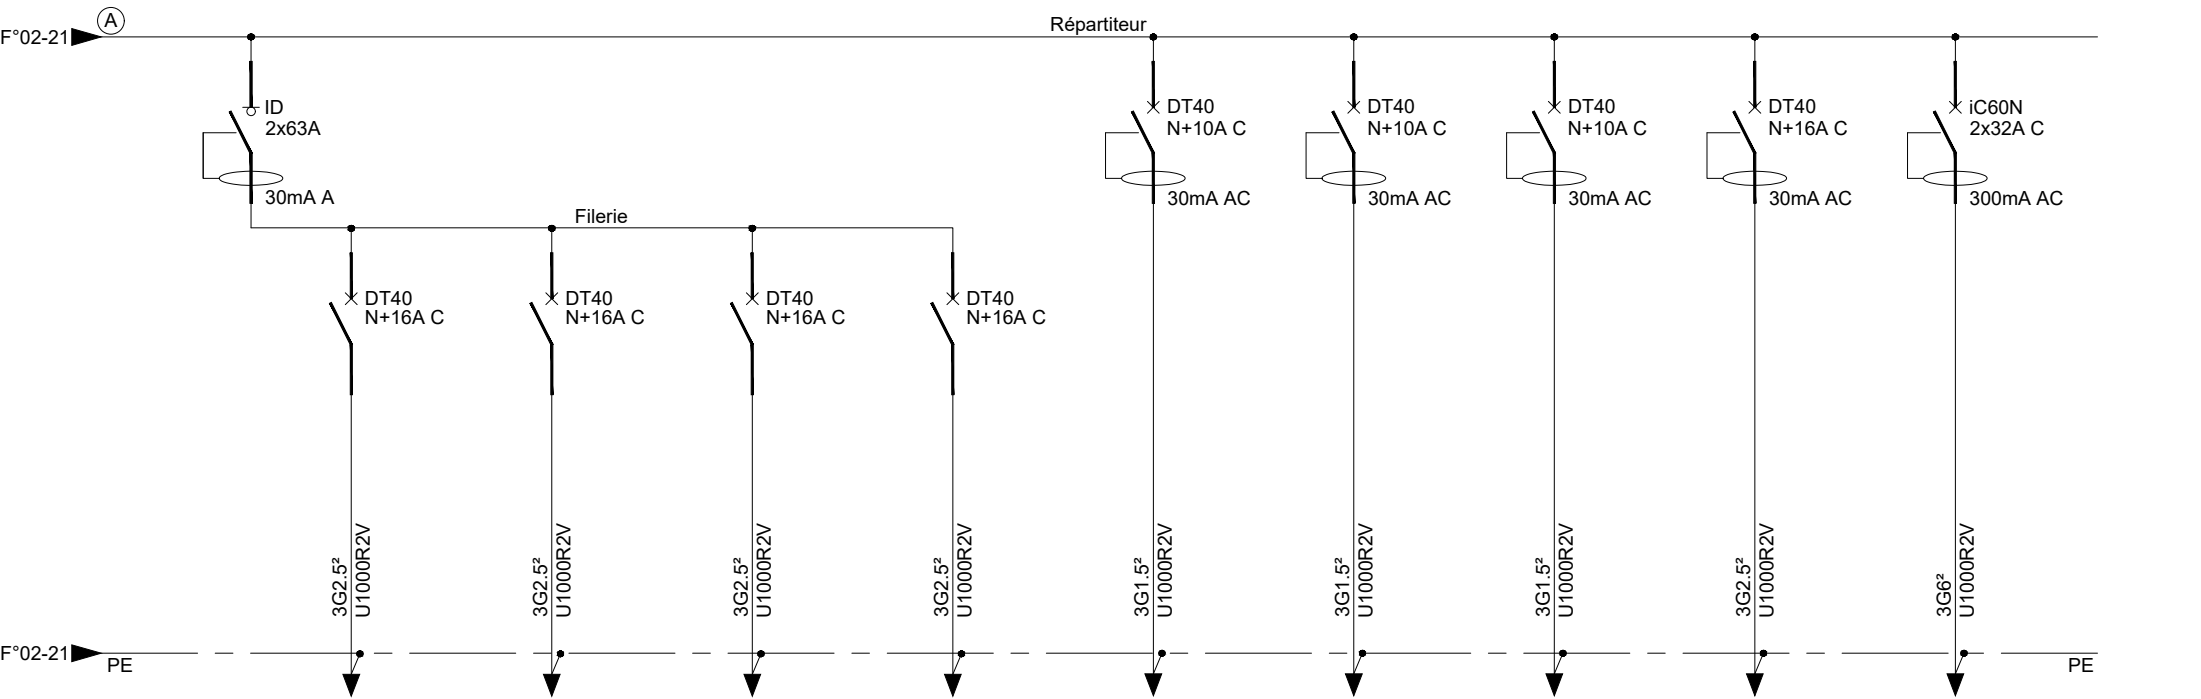 A
F°02-21
Répartiteur
ID
2x63A
30mA A
DT40
N+10A C
30mA AC
DT40
N+10A C
30mA AC
DT40
N+10A C
30mA AC
DT40
N+16A C
30mA AC
iC60N
2x32A C
300mA AC
Filerie
DT40
N+16A C
DT40
N+16A C
DT40
N+16A C
DT40
N+16A C
3G2.5²
U1000R2V
3G2.5²
U1000R2V
3G2.5²
U1000R2V
3G2.5²
U1000R2V
3G1.5²
U1000R2V
3G1.5²
U1000R2V
3G1.5²
U1000R2V
3G2.5²
U1000R2V
3G6²
U1000R2V
F°02-21
PE
PE